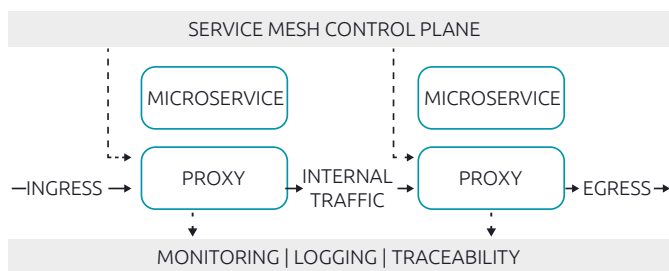 SERVICE MESH CONTROL PLANE
MICROSERVICE
MICROSERVICE
INGRESS
PROXY
INTERNAL
TRAFFIC
PROXY
EGRESS
MONITORING | LOGGING | TRACEABILITY